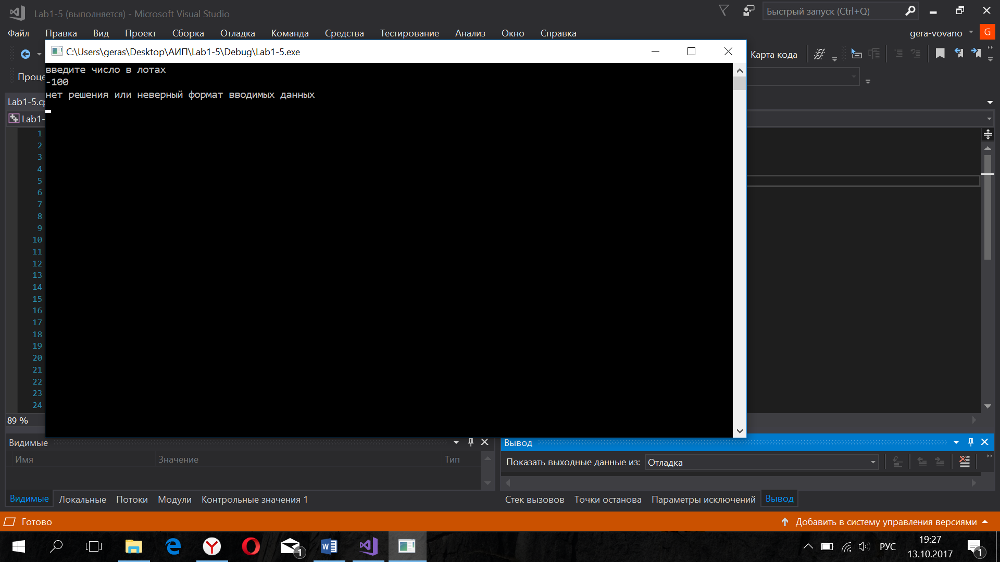 Lab1-5 (выполняется) - Microsoft Visual Studio
Быстрый запуск (Ctrl+Q)
Файл Правка Вид Проект Сборка Отладка Команда Средства Тестирование Анализ Окно Справка
gera-vovano G
C:\Users\geras\Desktop\АИП\Lab1-5\Debug\Lab1-5.exe
Карта кода
введите число в лотах
-100
нет решения или неверный формат вводимых данных
Lab1-
1
2
3
4
5
6
7
8
9
10
11
12
13
14
15
16
17
18
19
20
21
22
23
24
89 %
Видимые
Имя Значение Тип
Видимые Локальные Потоки Модули Контрольные значения 1
Вывод
Показать выходные данные из: Отладка
Стек вызовов Точки останова Параметры исключений Вывод
Готово
Добавить в систему управления версиями
1
РУС
19:27
13.10.2017
1